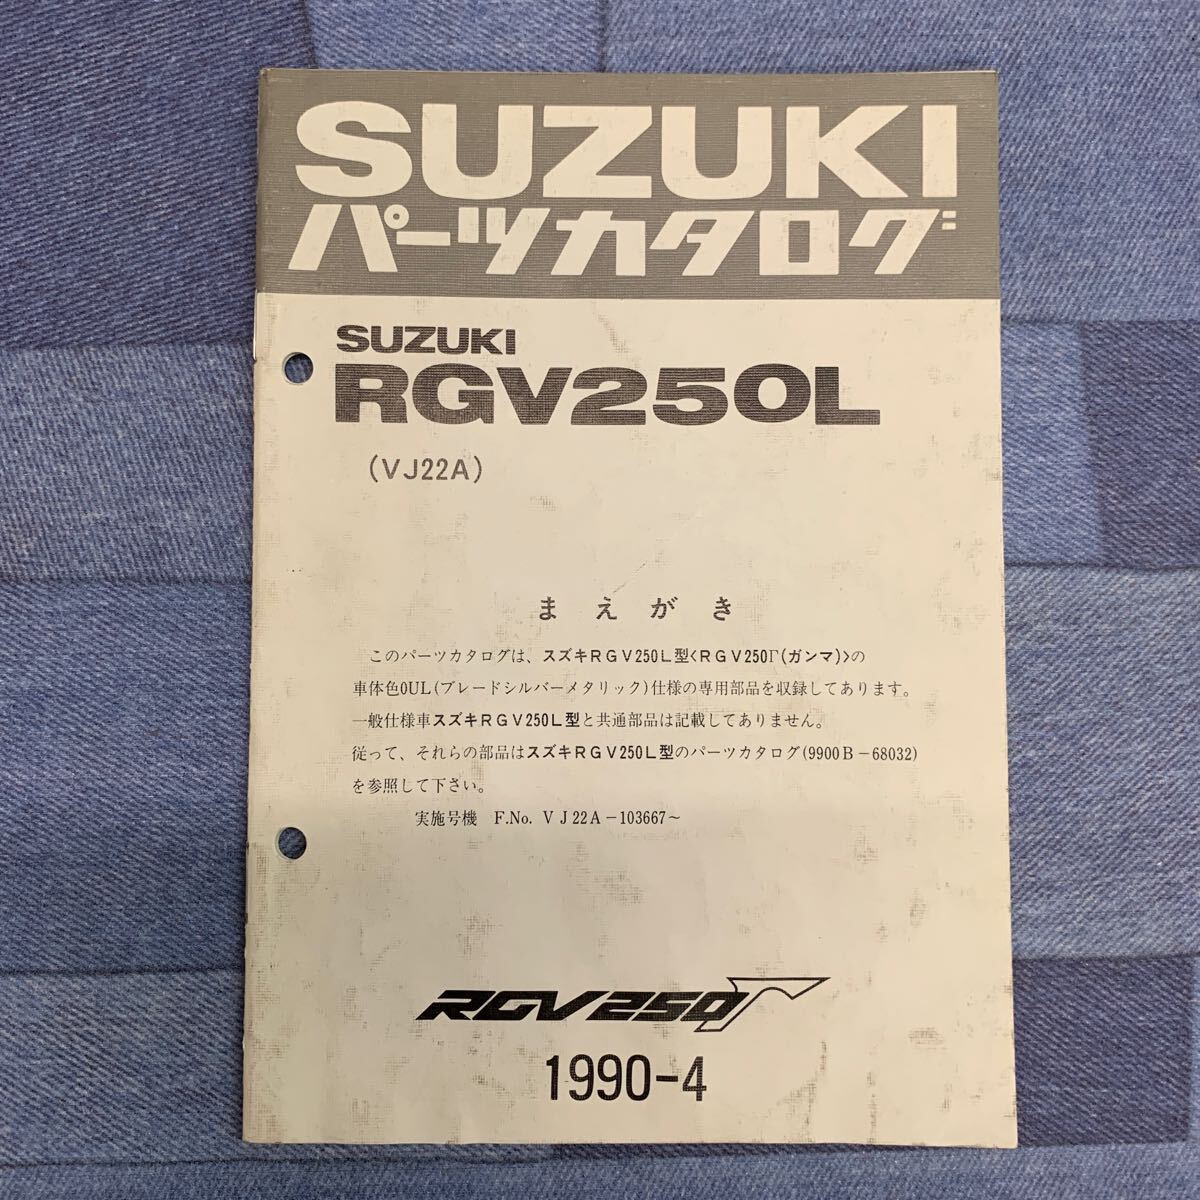 SUZUKI
パーツカタログ
SUZUKI
RGV250L
(VJ22A)
まえがき
このパーツカタログは、スズキRGV250L型〈RGV250Γ(ガンマ)〉の
車体色0UL(ブレードシルバーメタリック)仕様の専用部品を収録してあります。
一般仕様車スズキRGV250L型と共通部品は記載してありません。
従って、それらの部品はスズキRGV250L型のパーツカタログ(9900B-68032)
を参照して下さい。
実施号機 F.No. VJ22A-103667~
RGV250Γ
1990-4